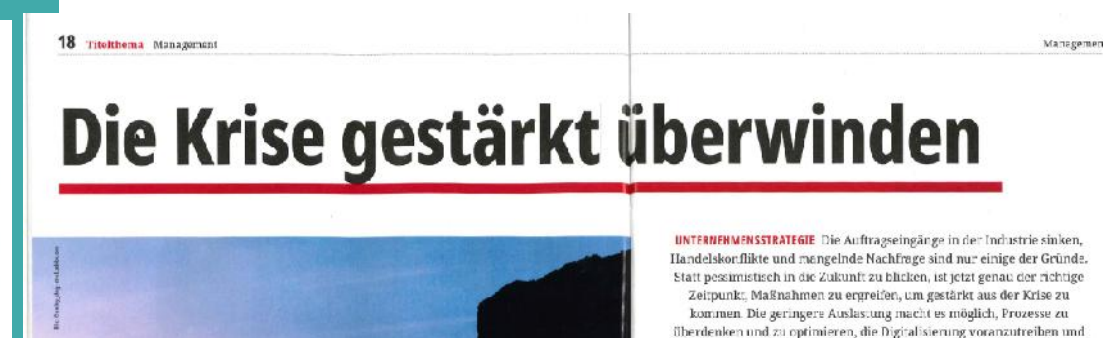 18 Titelthema Management
Managemen
Die Krise gestärkt überwinden
UNTERNEHMENSSTRATEGIE Die Auftragseingänge in der Industrie sinken,
Handelskonflikte und mangelnde Nachfrage sind nur einige der Gründe.
Statt pessimistisch in die Zukunft zu blicken, ist jetzt genau der richtige
Zeitpunkt, Maßnahmen zu ergreifen, um gestärkt aus der Krise zu
kommen. Die geringere Auslastung macht es möglich, Prozesse zu
überdenken und zu optimieren, die Digitalisierung voranzutreiben und